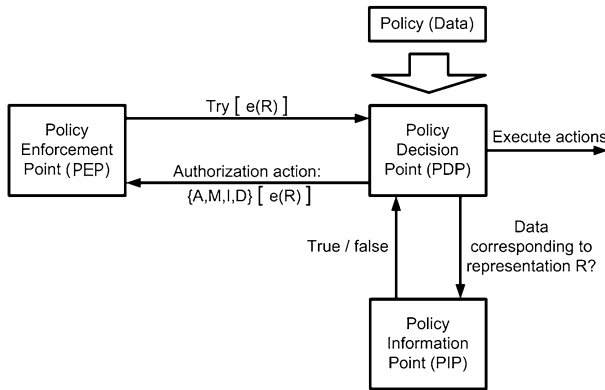 Policy (Data)
Policy
Enforcement
Point (PEP)
Try [ e(R) ]
Authorization action:
{A,M,I,D} [ e(R) ]
Policy
Decision
Point (PDP)
Execute actions
True / false
Data
corresponding to
representation R?
Policy
Information
Point (PIP)